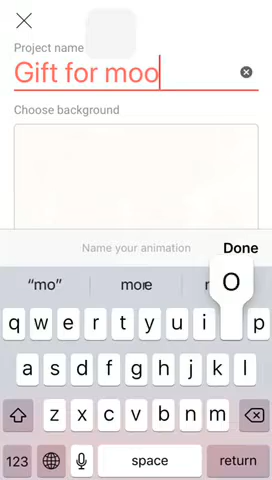 Project name
Gift for moo
Choose background
Name your animation
Done
"mo"
more
O
q w e r t y u i p
a s d f g h j k l
z x c v b n m
123
space
return